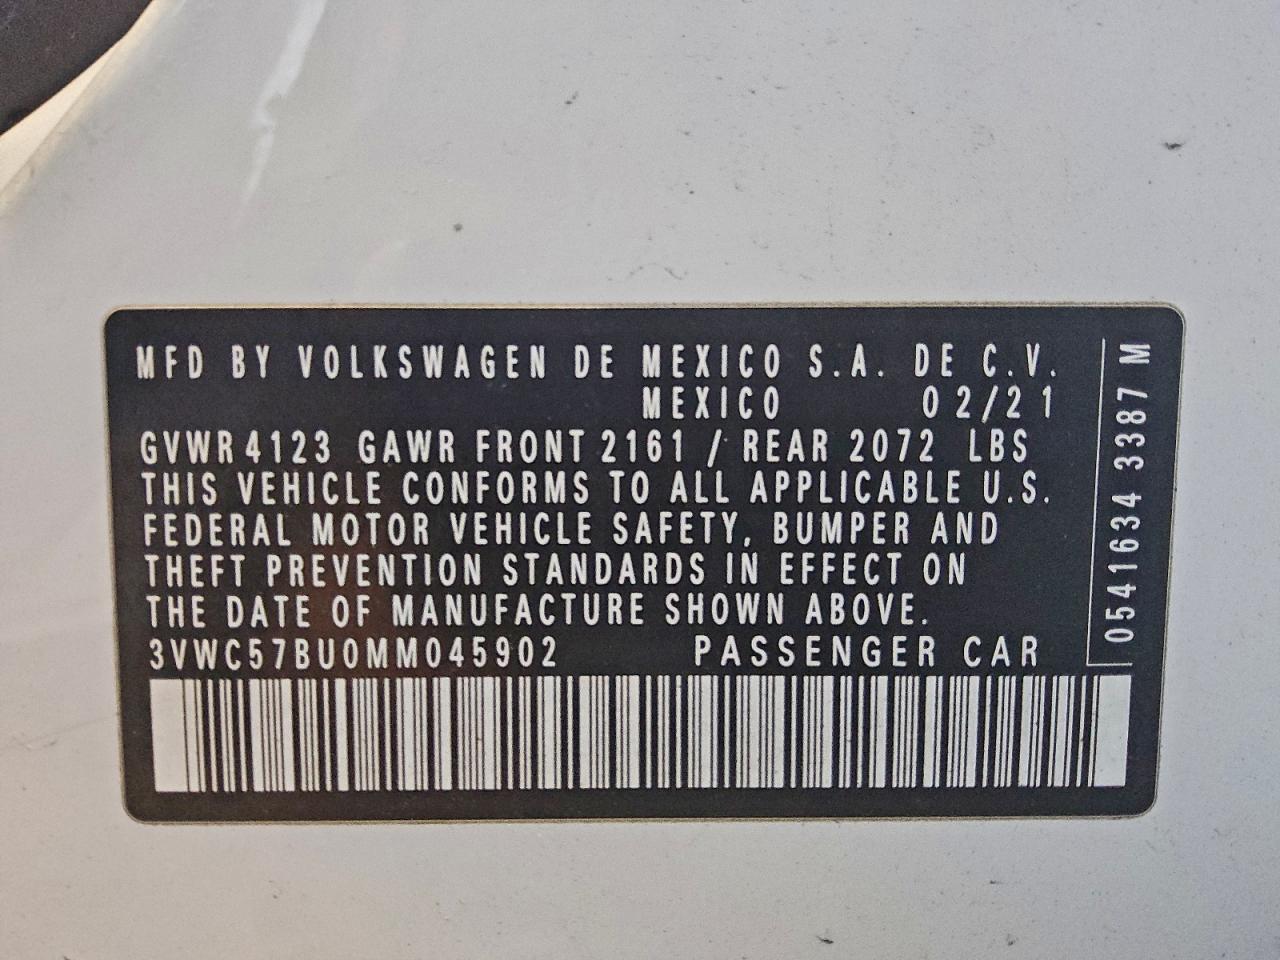 MFD BY VOLKSWAGEN DE MEXICO S.A. DE C.V.
MEXICO 02/21
GVWR 4123 GAWR FRONT 2161 / REAR 2072 LBS
THIS VEHICLE CONFORMS TO ALL APPLICABLE U.S.
FEDERAL MOTOR VEHICLE SAFETY, BUMPER AND
THEFT PREVENTION STANDARDS IN EFFECT ON
THE DATE OF MANUFACTURE SHOWN ABOVE.
3VWC57BU0MM045902 PASSENGER CAR
0541634 3387 M